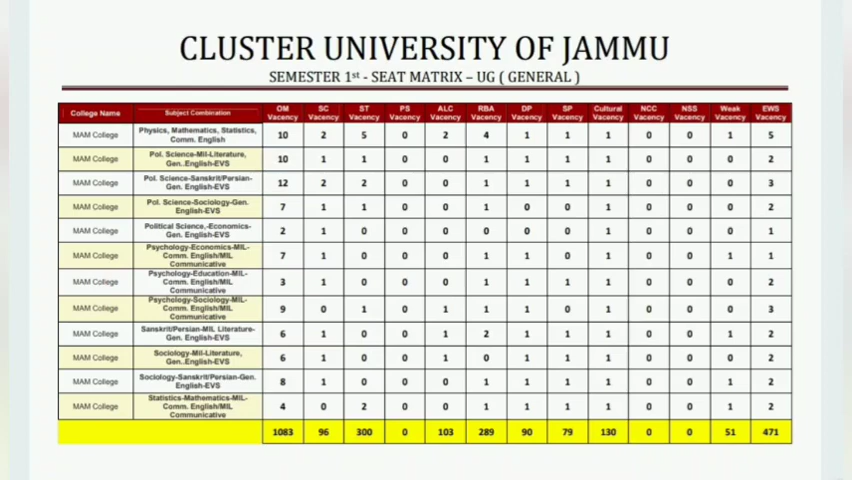 CLUSTER UNIVERSITY OF JAMMU
SEMESTER 1st - SEAT MATRIX – UG ( GENERAL )
College Name Subject Combination OM Vacency SC Vacency ST Vacency PS Vacency ALC Vacency RBA Vacency DP Vacency SP Vacency Cultural Vacency NCC Vacency NSS Vacency Weak Vacency EWS Vacency
MAM College Physics, Mathematics, Statistics, Comm. English 10 2 5 0 2 4 1 1 1 0 0 1 5
MAM College Pol. Science-Mil-Literature, Gen..English-EVS 10 1 1 0 0 1 1 1 1 0 0 0 2
MAM College Pol. Science-Sanskrit/Persian-Gen. English-EVS 12 2 2 0 0 1 1 1 1 0 0 0 3
MAM College Pol. Science-Sociology-Gen. English-EVS 7 1 1 0 0 1 0 0 1 0 0 0 2
MAM College Political Science,-Economics-Gen. English-EVS 2 1 0 0 0 0 0 0 1 0 0 0 1
MAM College Psychology-Economics-MIL-Comm. English/MIL Communicative 7 1 0 0 0 1 1 0 1 0 0 1 1
MAM College Psychology-Education-MIL-Comm. English/MIL Communicative 3 1 0 0 0 1 1 1 1 0 0 0 2
MAM College Psychology-Sociology-MIL-Comm. English/MIL Communicative 9 0 1 0 1 1 1 0 1 0 0 0 3
MAM College Sanskrit/Persian-MIL Literature-Gen. English-EVS 6 1 0 0 1 2 1 1 1 0 0 1 2
MAM College Sociology-Mil-Literature, Gen..English-EVS 6 1 0 0 1 0 1 1 1 0 0 0 2
MAM College Sociology-Sanskrit/Persian-Gen. English-EVS 8 1 0 0 0 1 1 1 1 0 0 1 2
MAM College Statistics-Mathematics-MIL-Comm. English/MIL Communicative 4 0 2 0 0 1 1 1 1 0 0 1 2
1083 96 300 0 103 289 90 79 130 0 0 51 471